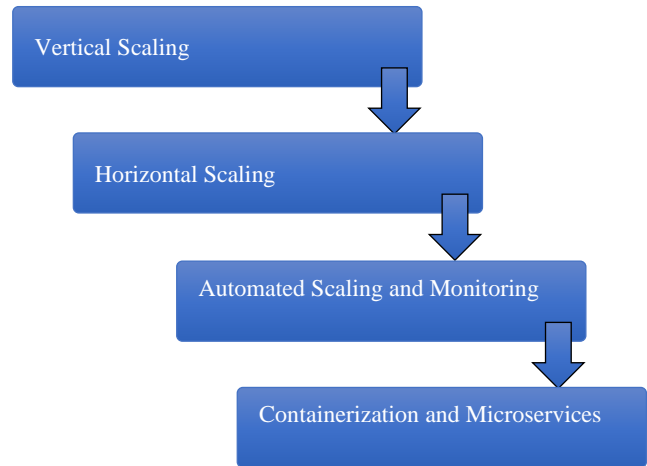 Vertical Scaling
Horizontal Scaling
Automated Scaling and Monitoring
Containerization and Microservices